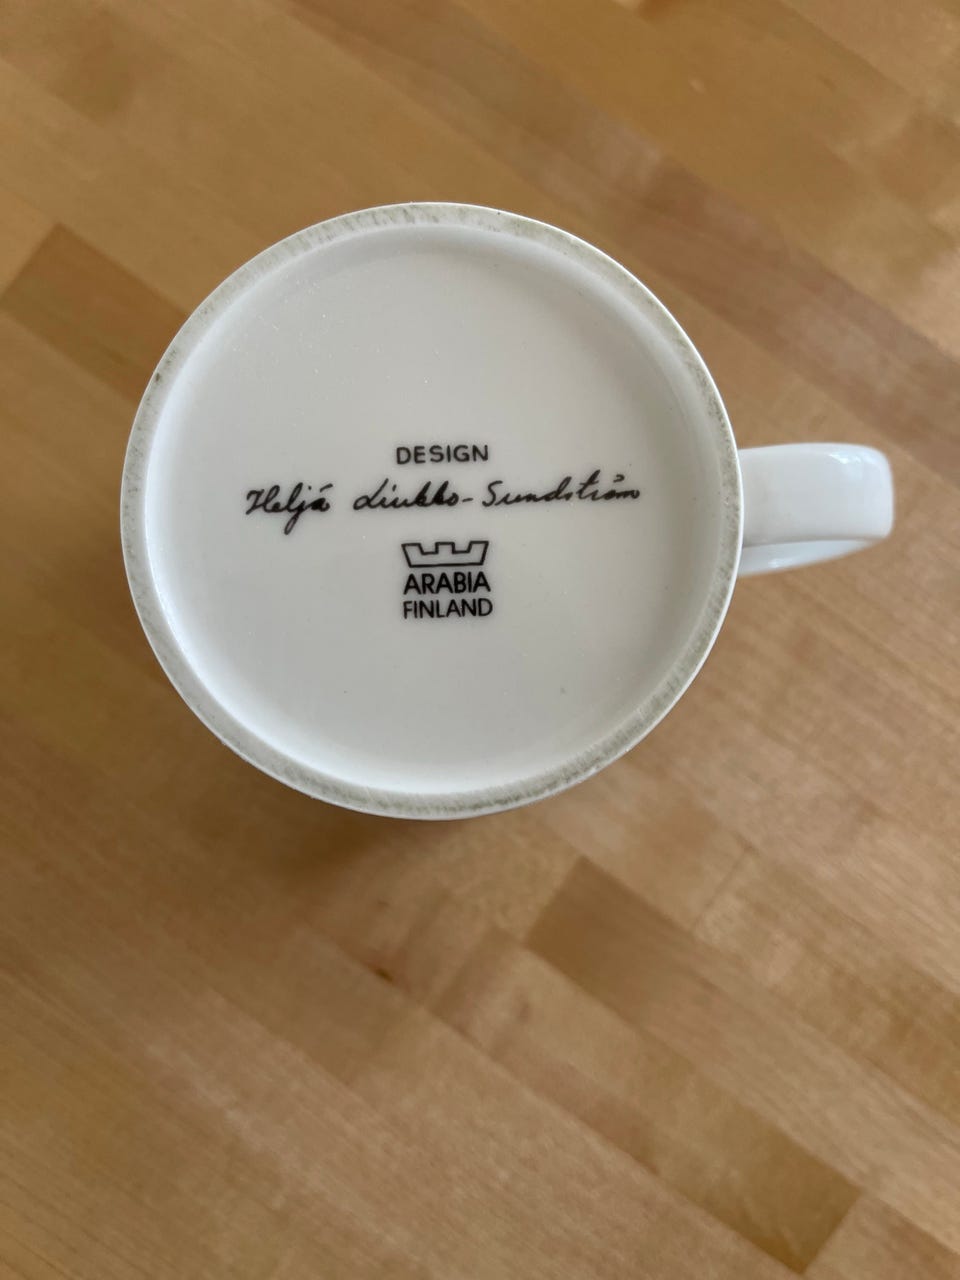 DESIGN
Heljä Liukko-Sundström
ARABIA
FINLAND